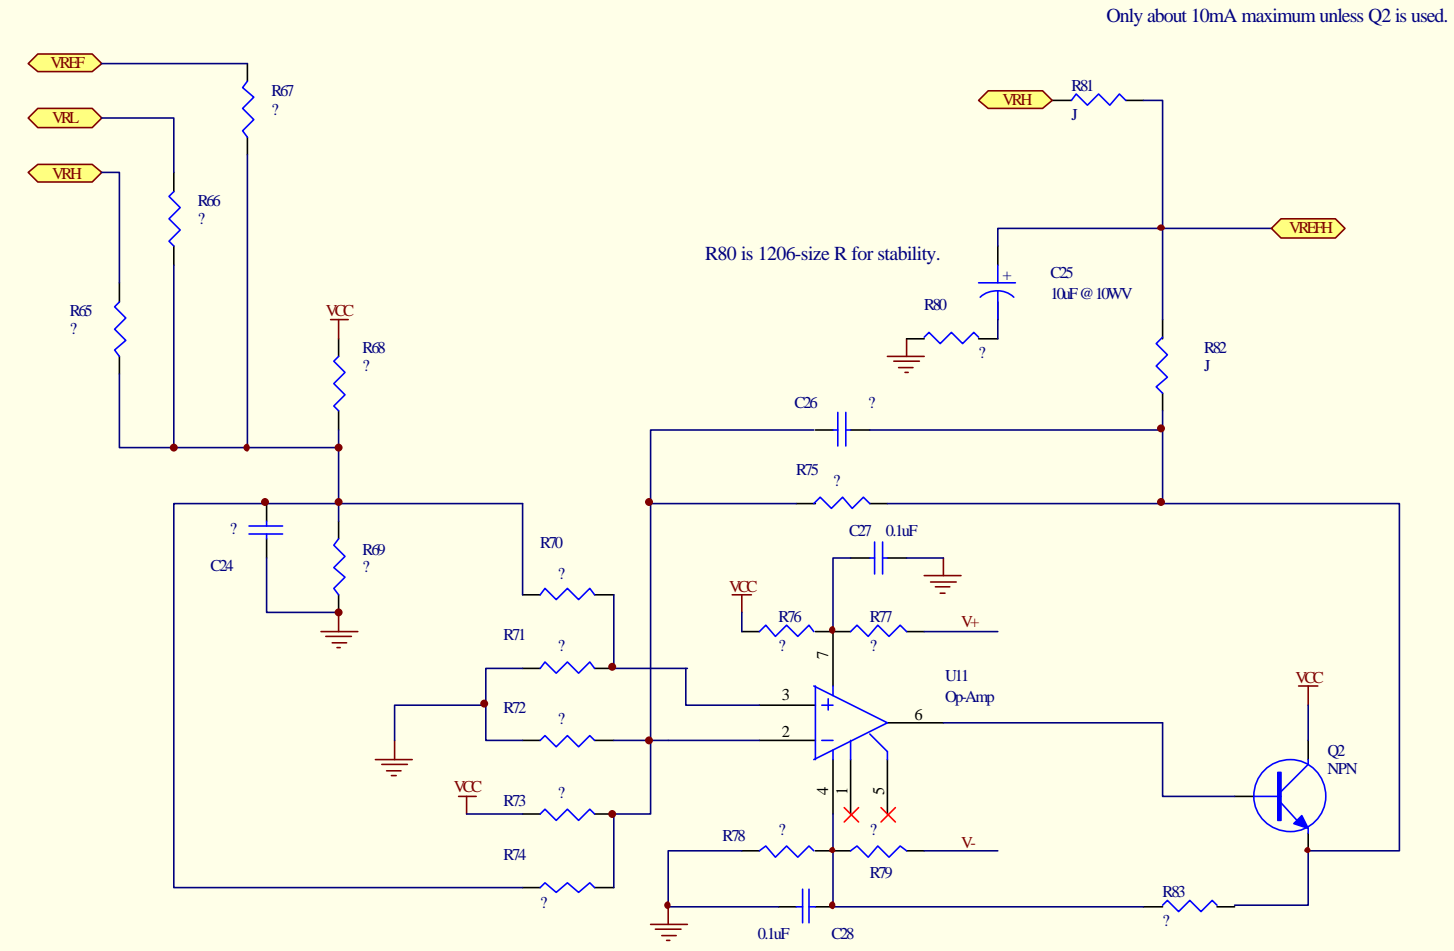 Only about 10mA maximum unless Q2 is used.
VREF
R67
?
VRL
VRH
R66
?
R65
?
VCC
R68
?
VRH
R81
J
VREFH
R80 is 1206-size R for stability.
C25
10uF @ 10WV
R80
?
R82
J
C26
?
R75
?
?
C24
R69
?
R70
?
C27
0.1uF
VCC
R76
?
R77
?
V+
R71
?
R72
?
7
3
2
6
4
1
5
U11
Op-Amp
VCC
Q2
NPN
VCC
R73
?
R74
?
R78
?
?
R79
V-
0.1uF
C28
R83
?